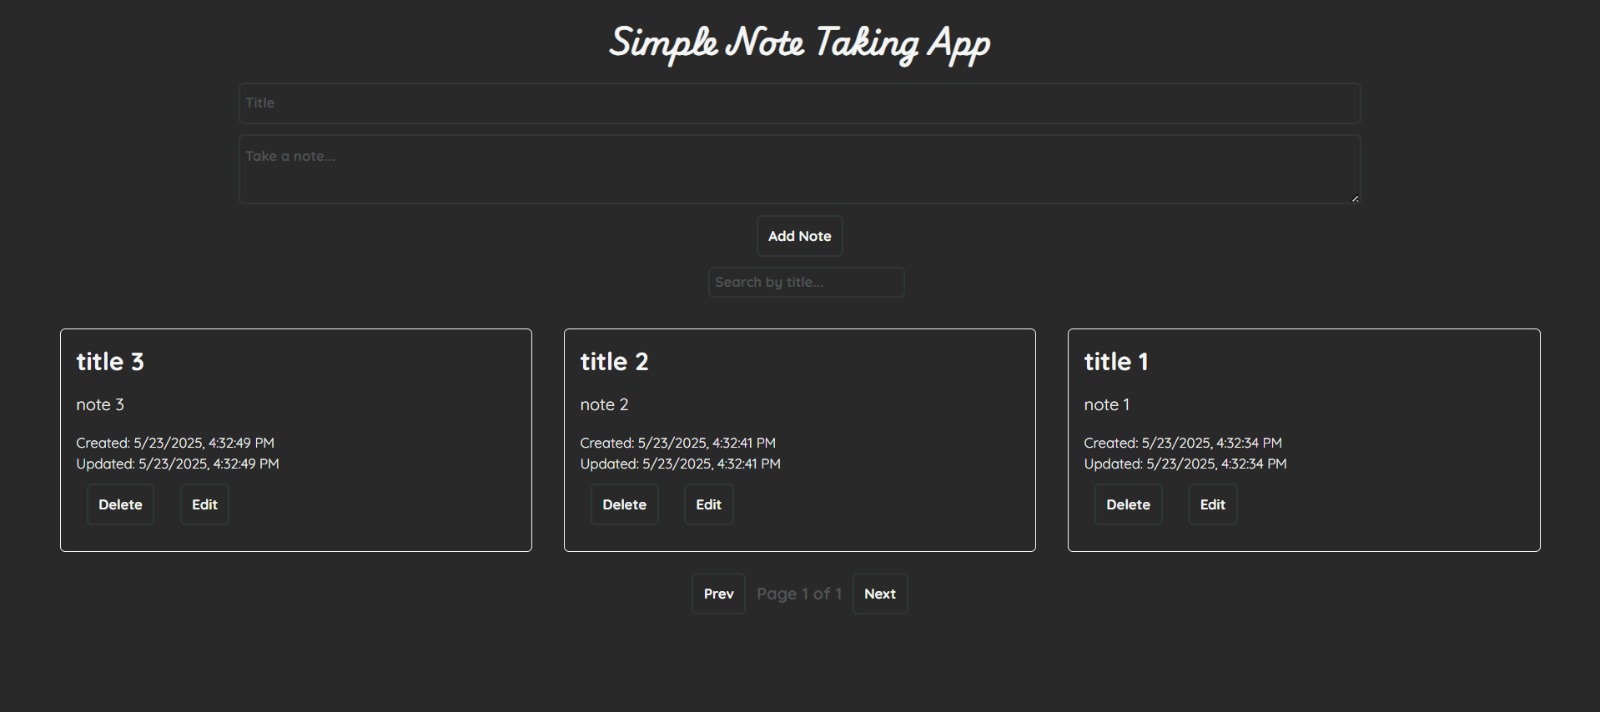 Simple Note Taking App
Title
Take a note...
Add Note
Search by title...
title 3
note 3
Created: 5/23/2025, 4:32:49 PM
Updated: 5/23/2025, 4:32:49 PM
Delete Edit
title 2
note 2
Created: 5/23/2025, 4:32:41 PM
Updated: 5/23/2025, 4:32:41 PM
Delete Edit
title 1
note 1
Created: 5/23/2025, 4:32:34 PM
Updated: 5/23/2025, 4:32:34 PM
Delete Edit
Prev Page 1 of 1 Next